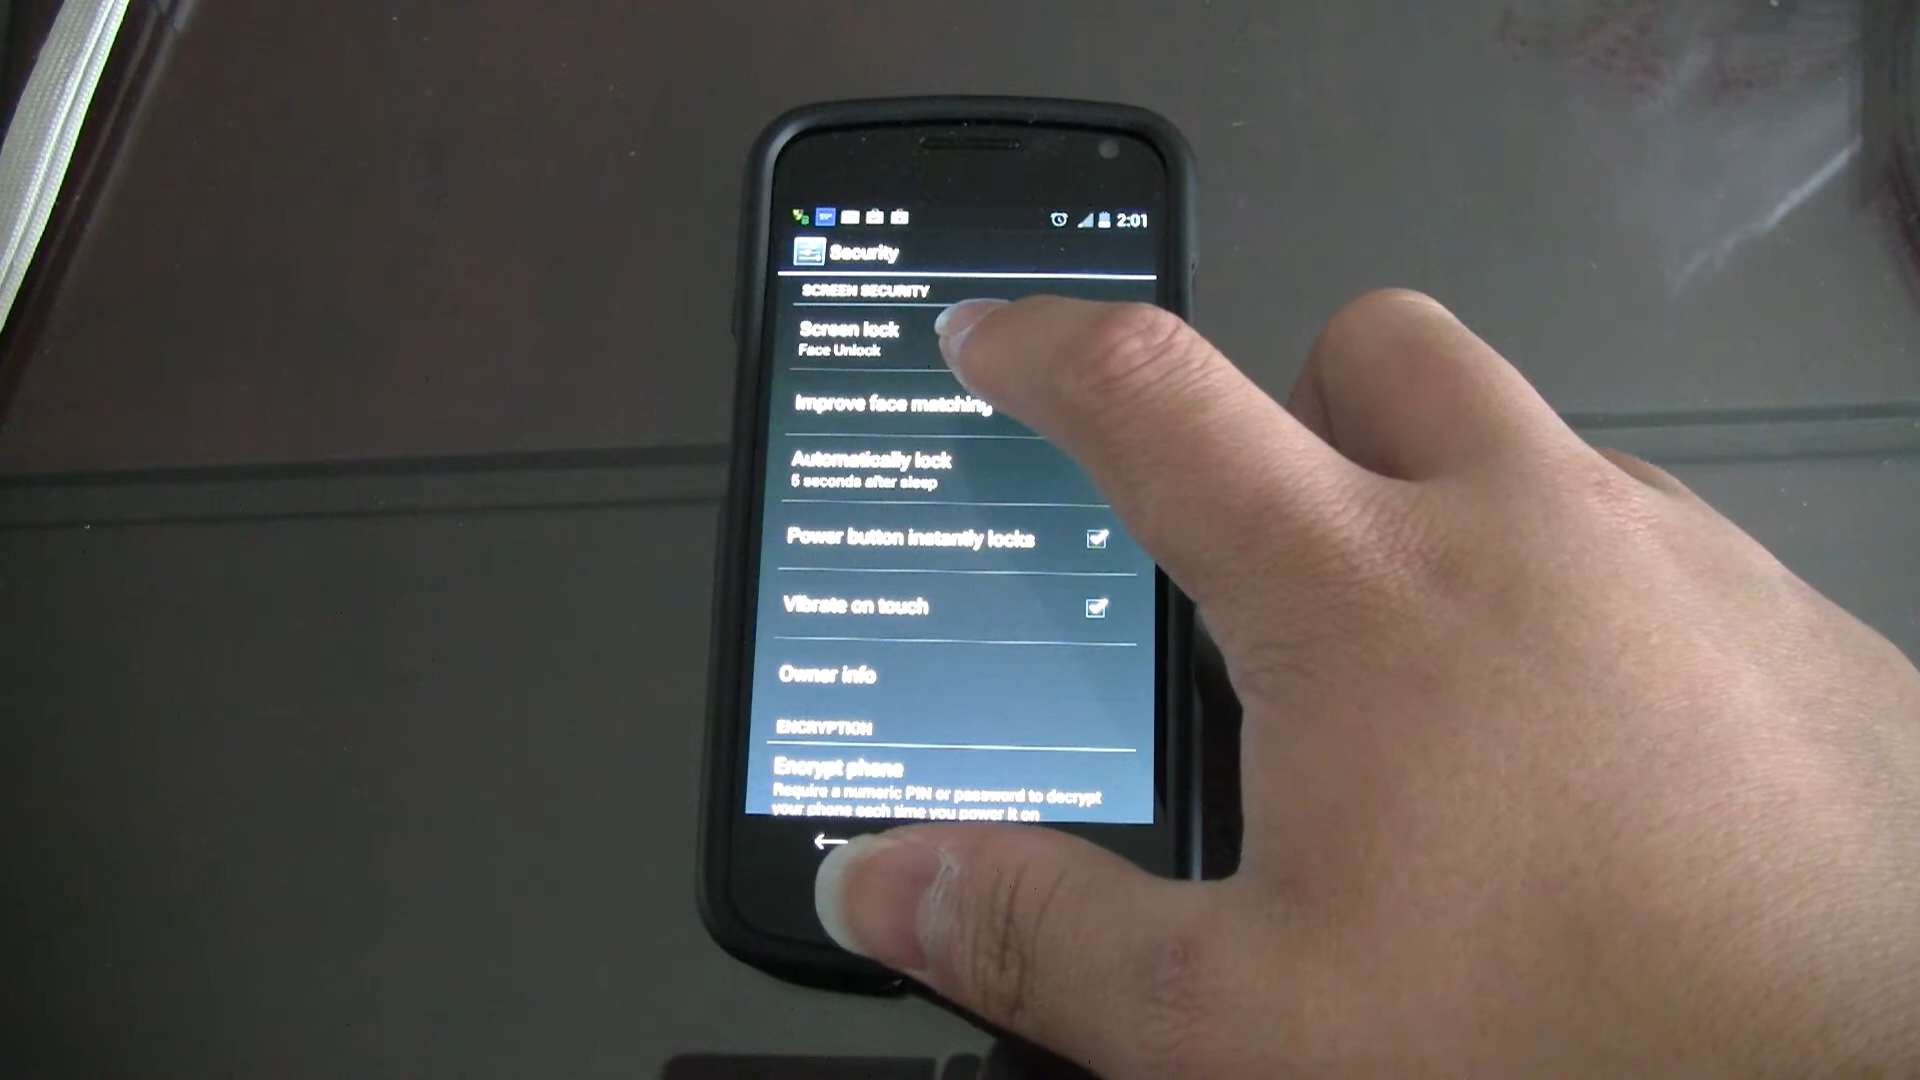 2:01
Security
SCREEN SECURITY
Screen lock
Face Unlock
Improve face matching
Automatically lock
5 seconds after sleep
Power button instantly locks
Vibrate on touch
Owner info
ENCRYPTION
Encrypt phone
Require a numeric PIN or password to decrypt
your phone each time you power it on